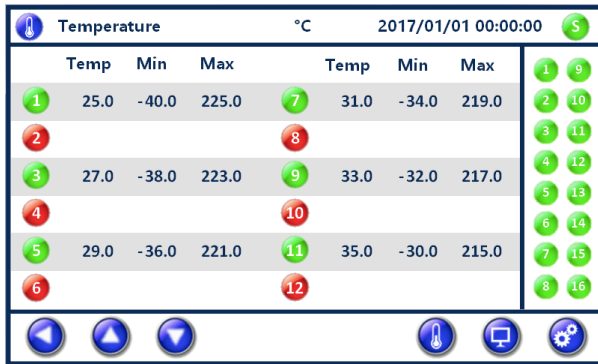 Temperature °C 2017/01/01 00:00:00 S
Temp Min Max Temp Min Max
1 25.0 -40.0 225.0 7 31.0 -34.0 219.0
2 8
3 27.0 -38.0 223.0 9 33.0 -32.0 217.0
4 10
5 29.0 -36.0 221.0 11 35.0 -30.0 215.0
6 12
1 9
2 10
3 11
4 12
5 13
6 14
7 15
8 16